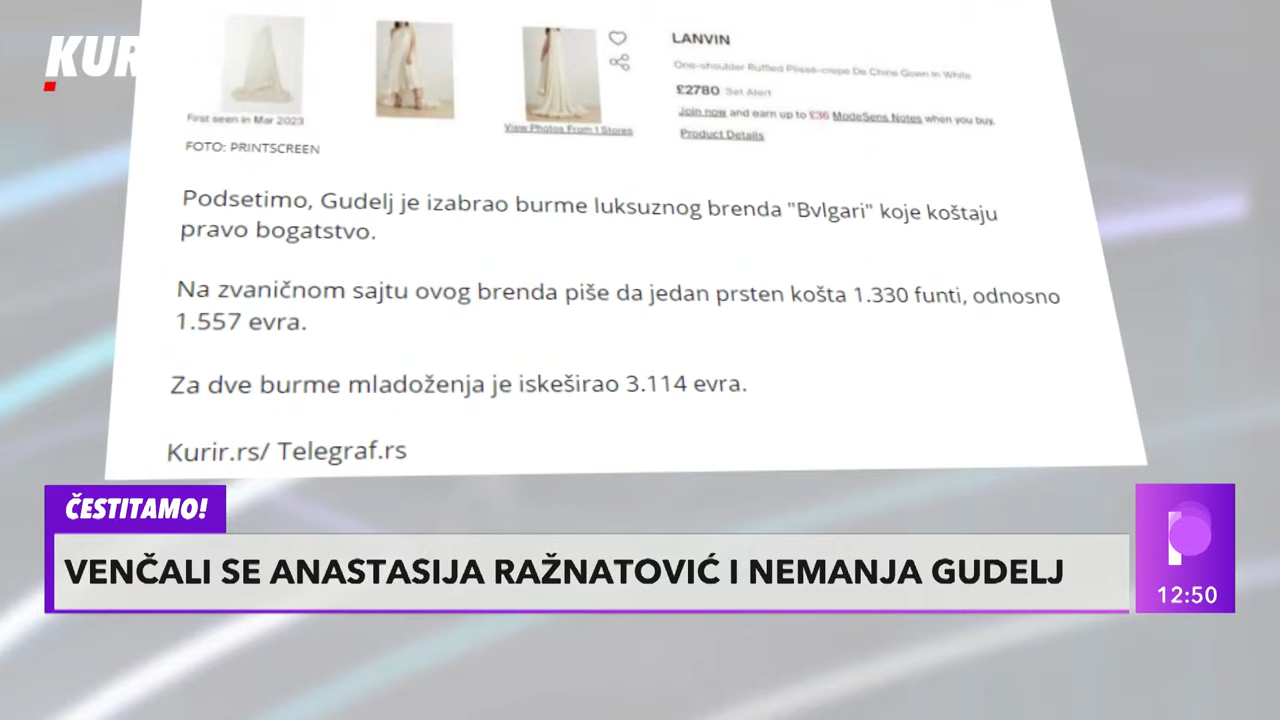 KUR
LANVIN
One-shoulder Ruffled Plissé-crepe De Chine Gown In White
£2780 Set Alert
Join now and earn up to £36 ModeSens Notes when you buy.
Product Details
First seen in Mar 2023
View Photos From 1 Stores
FOTO: PRINTSCREEN
Podsetimo, Gudelj je izabrao burme luksuznog brenda "Bvlgari" koje koštaju
pravo bogatstvo.
Na zvaničnom sajtu ovog brenda piše da jedan prsten košta 1.330 funti, odnosno
1.557 evra.
Za dve burme mladoženja je iskeširao 3.114 evra.
Kurir.rs/ Telegraf.rs
ČESTITAMO!
VENČALI SE ANASTASIJA RAŽNATOVIĆ I NEMANJA GUDELJ
12:50